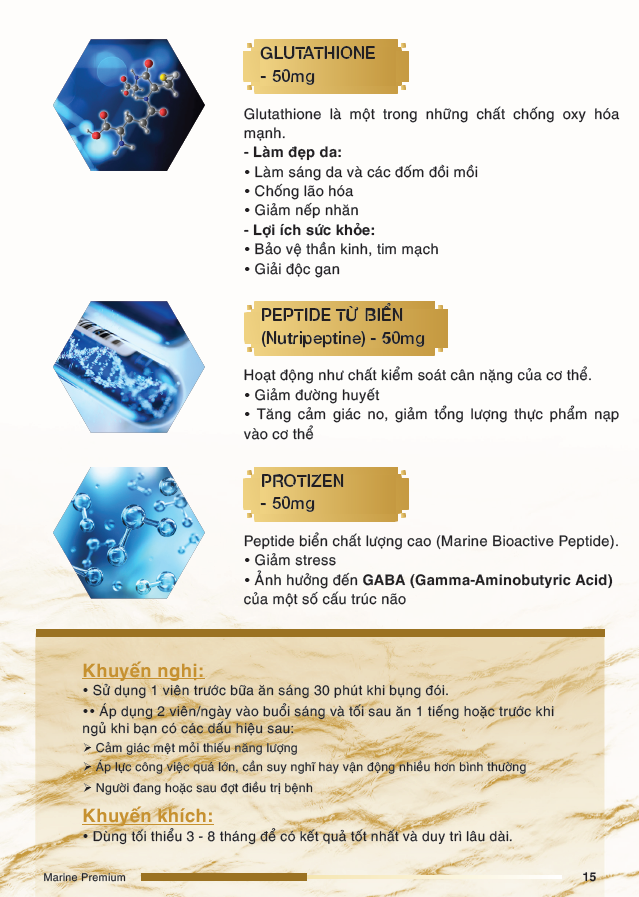 GLUTATHIONE
- 50mg
Glutathione là một trong những chất chống oxy hóa
mạnh.
- Làm đẹp da:
• Làm sáng da và các đốm đồi mồi
• Chống lão hóa
• Giảm nếp nhăn
- Lợi ích sức khỏe:
• Bảo vệ thần kinh, tim mạch
• Giải độc gan
PEPTIDE TỪ BIỂN
(Nutripeptine) - 50mg
Hoạt động như chất kiểm soát cân nặng của cơ thể.
• Giảm đường huyết
• Tăng cảm giác no, giảm tổng lượng thực phẩm nạp
vào cơ thể
PROTIZEN
- 50mg
Peptide biển chất lượng cao (Marine Bioactive Peptide).
• Giảm stress
• Ảnh hưởng đến GABA (Gamma-Aminobutyric Acid)
của một số cấu trúc não
Khuyến nghị:
• Sử dụng 1 viên trước bữa ăn sáng 30 phút khi bụng đói.
•• Áp dụng 2 viên/ngày vào buổi sáng và tối sau ăn 1 tiếng hoặc trước khi
ngủ khi bạn có các dấu hiệu sau:
➢ Cảm giác mệt mỏi thiếu năng lượng
➢ Áp lực công việc quá lớn, cần suy nghĩ hay vận động nhiều hơn bình thường
➢ Người đang hoặc sau đợt điều trị bệnh
Khuyến khích:
• Dùng tối thiểu 3 - 8 tháng để có kết quả tốt nhất và duy trì lâu dài.
Marine Premium
15